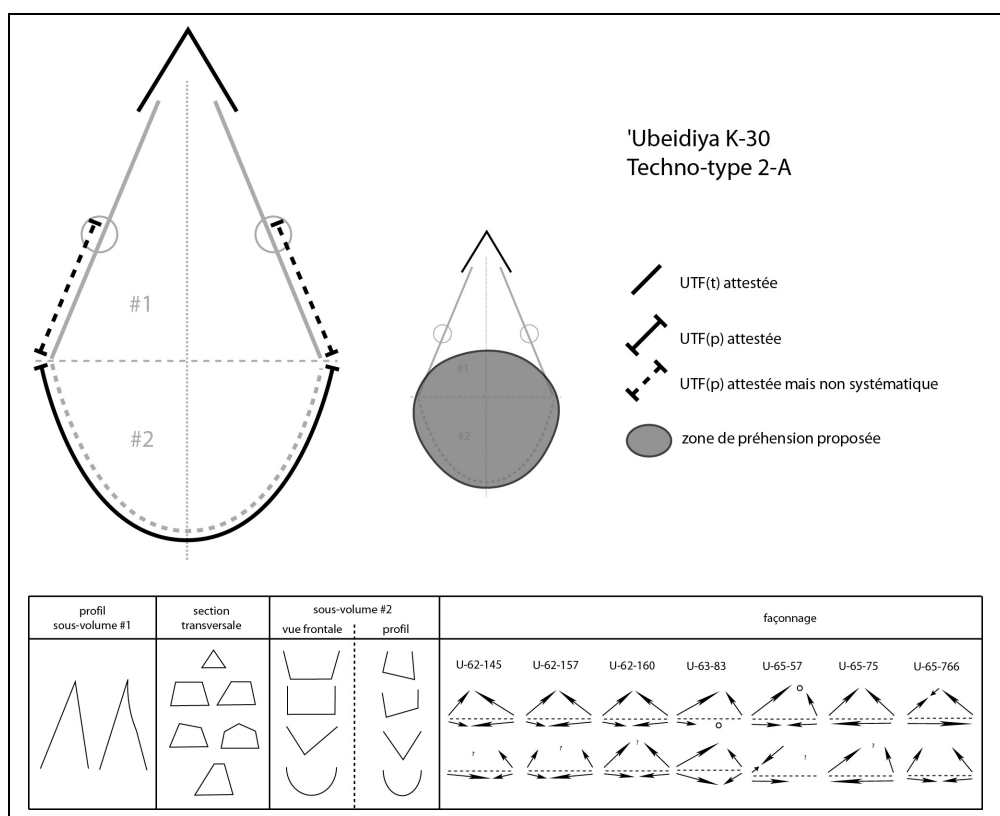 'Ubeidiya K-30
Techno-type 2-A
#1
#2
#1
#2
UTF(t) attestée
UTF(p) attestée
UTF(p) attestée mais non systématique
zone de préhension proposée
profil
sous-volume #1
section
transversale
sous-volume #2
vue frontale
profil
façonnage
U-62-145
U-62-157
U-62-160
U-63-83
U-65-57
U-65-75
U-65-766
?
?
?
?
?